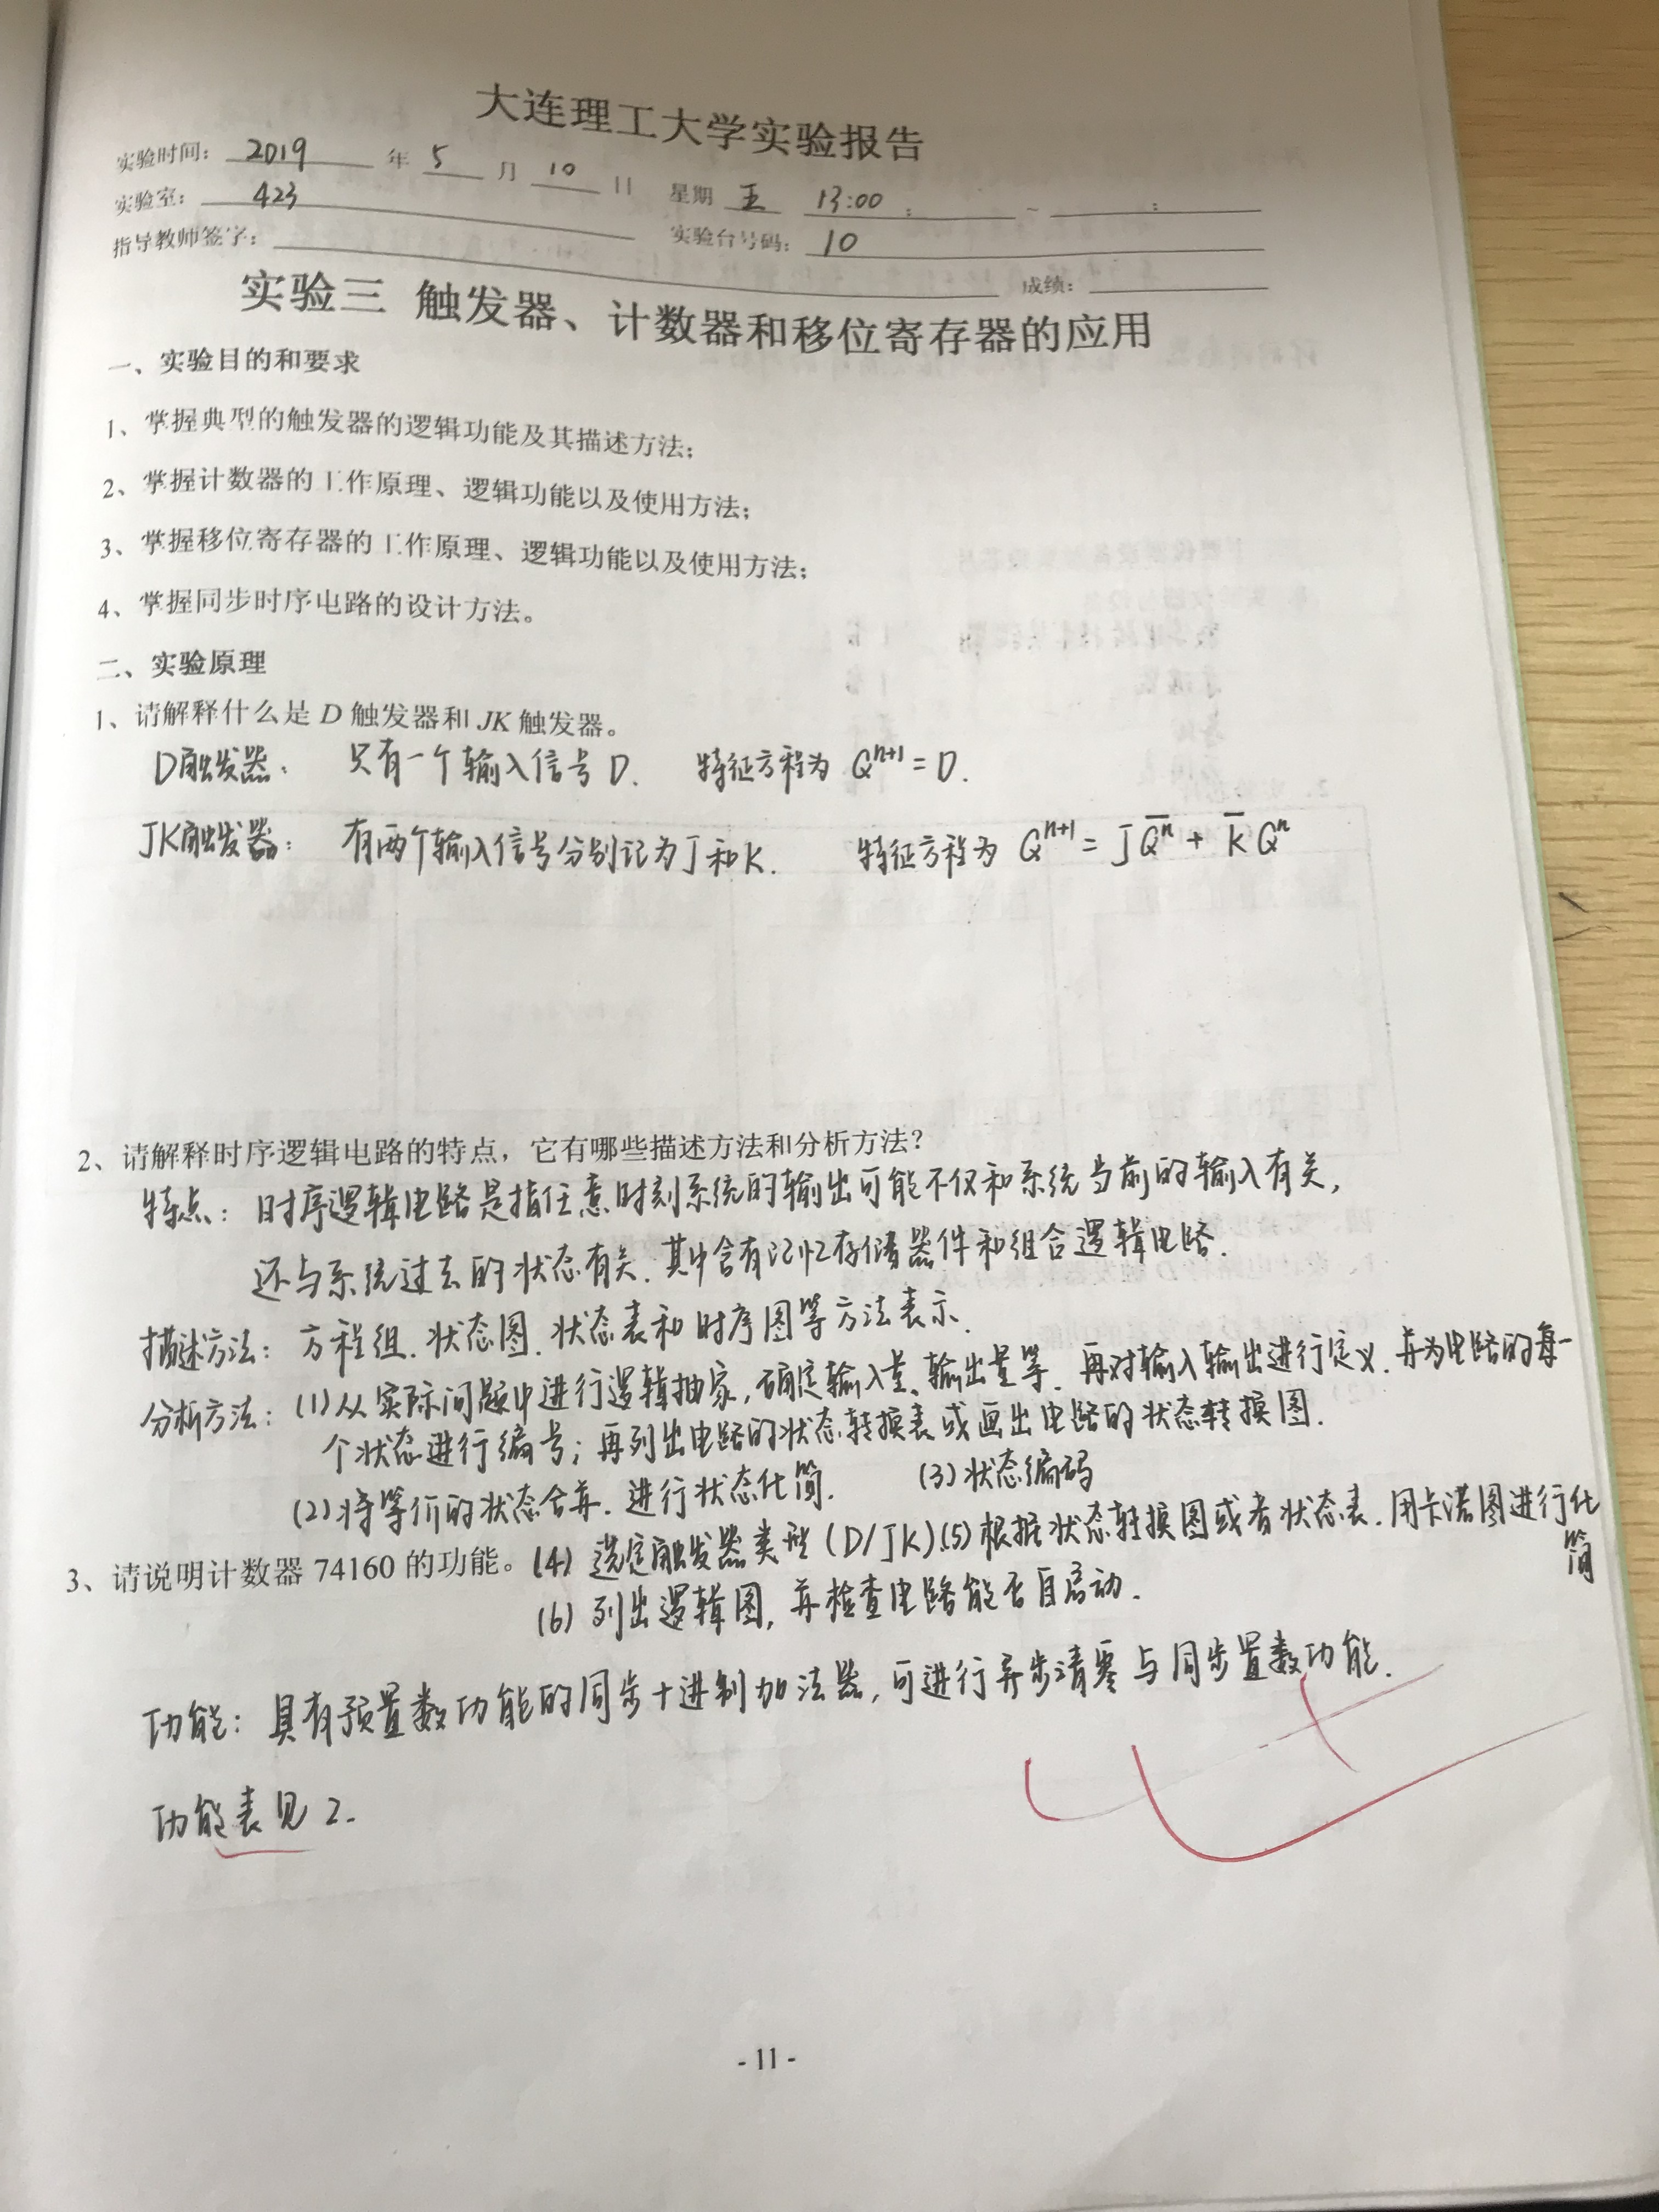 大连理工大学实验报告
实验时间: 2019 年 5 月 10 日 星期 五 13:00 : ~ :
实验室: 423 实验台号码: 10
指导教师签字: 成绩:
实验三 触发器、计数器和移位寄存器的应用
一、实验目的和要求
1、掌握典型的触发器的逻辑功能及其描述方法;
2、掌握计数器的工作原理、逻辑功能以及使用方法;
3、掌握移位寄存器的工作原理、逻辑功能以及使用方法;
4、掌握同步时序电路的设计方法。
二、实验原理
1、请解释什么是 D 触发器和 JK 触发器。
D触发器、 只有一个输入信号D. 特征方程为 Qⁿ⁺¹ = D.
JK触发器: 有两个输入信号分别记为J和K. 特征方程为 Qⁿ⁺¹ = J Q̅ⁿ + K̅ Qⁿ
2、请解释时序逻辑电路的特点，它有哪些描述方法和分析方法?
特点: 时序逻辑电路是指任意时刻系统的输出可能不仅和系统当前的输入有关,
还与系统过去的状态有关. 其中含有记忆存储器件和组合逻辑电路.
描述方法: 方程组. 状态图. 状态表和时序图等方法表示.
分析方法: (1)从实际问题中进行逻辑抽象, 确定输入量、输出量等. 再对输入输出进行定义. 并为电路的每一
个状态进行编号; 再列出电路的状态转换表或画出电路的状态转换图.
(2)将等价的状态合并. 进行状态化简. (3)状态编码
3、请说明计数器 74160 的功能。(4) 选定触发器类型 (D/JK).(5) 根据状态转换图或者状态表. 用卡诺图进行化简
(6) 列出逻辑图, 并检查电路能否自启动.
功能: 具有预置数功能的同步十进制加法器, 可进行异步清零与同步置数功能.
功能表见 2.
- 11 -